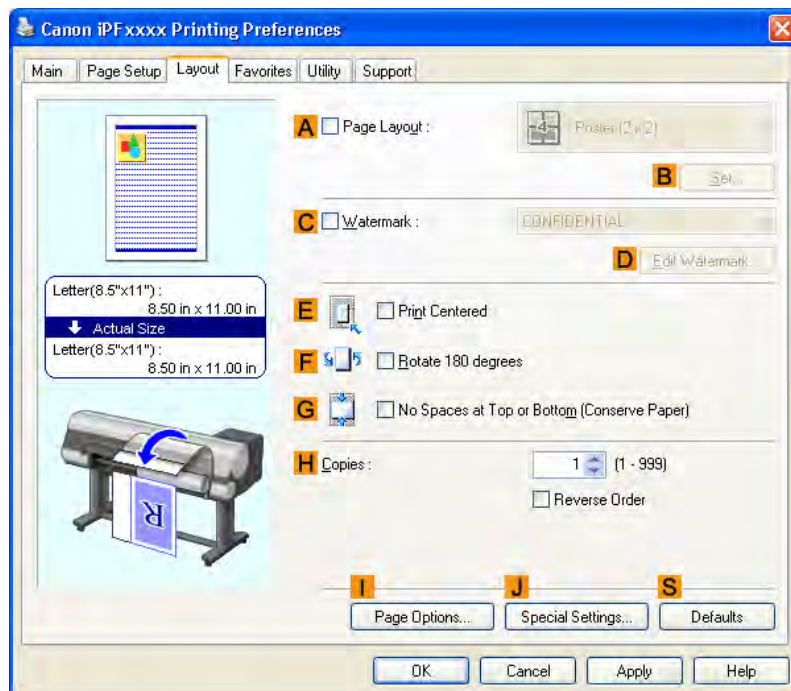 Canon iPFxxxx Printing Preferences
Main Page Setup Layout Favorites Utility Support
A Page Layout : 4 Poster (2 x 2)
B Set...
C Watermark : CONFIDENTIAL
D Edit Watermark...
Letter(8.5"x11") :
8.50 in x 11.00 in
Actual Size
Letter(8.5"x11") :
8.50 in x 11.00 in
E Print Centered
F Rotate 180 degrees
G No Spaces at Top or Bottom (Conserve Paper)
H Copies : 1 (1 - 999)
Reverse Order
R
I J S
Page Options... Special Settings... Defaults
OK Cancel Apply Help